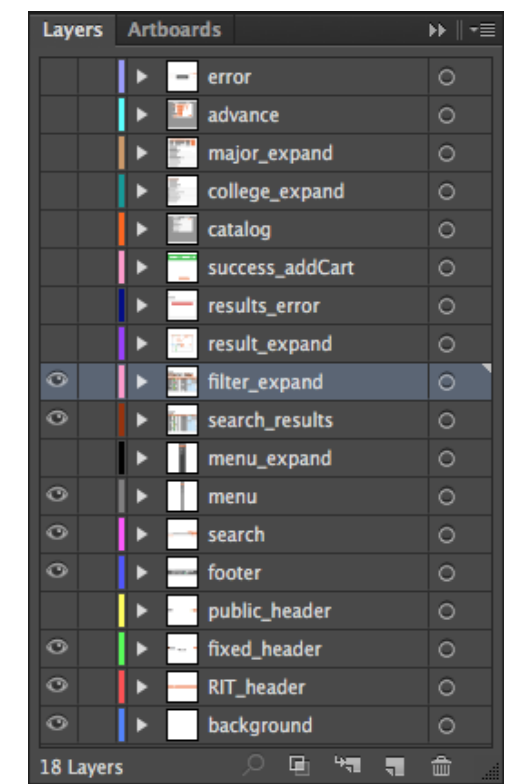 Layers Artboards
error
advance
major_expand
college_expand
catalog
success_addCart
results_error
result_expand
filter_expand
search_results
menu_expand
menu
search
footer
public_header
fixed_header
RIT_header
background
18 Layers